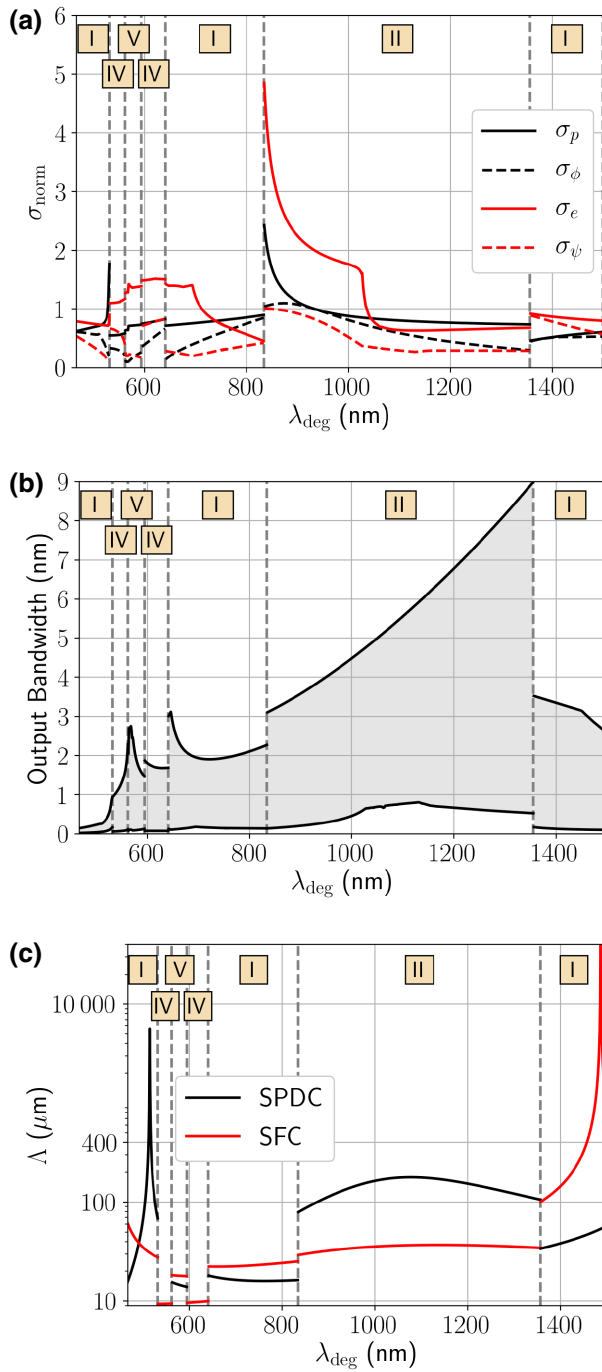 (a)
I V I II I
IV IV
6
5
4
3
2
1
0
σnorm
σp
σϕ
σe
σψ
600 800 1000 1200 1400
λdeg (nm)
(b)
I V I II I
IV IV
9
8
7
6
5
4
3
2
1
0
Output Bandwidth (nm)
600 800 1000 1200 1400
λdeg (nm)
(c)
I V I II I
IV IV
10 000
400
100
10
Λ (μm)
SPDC
SFC
600 800 1000 1200 1400
λdeg (nm)